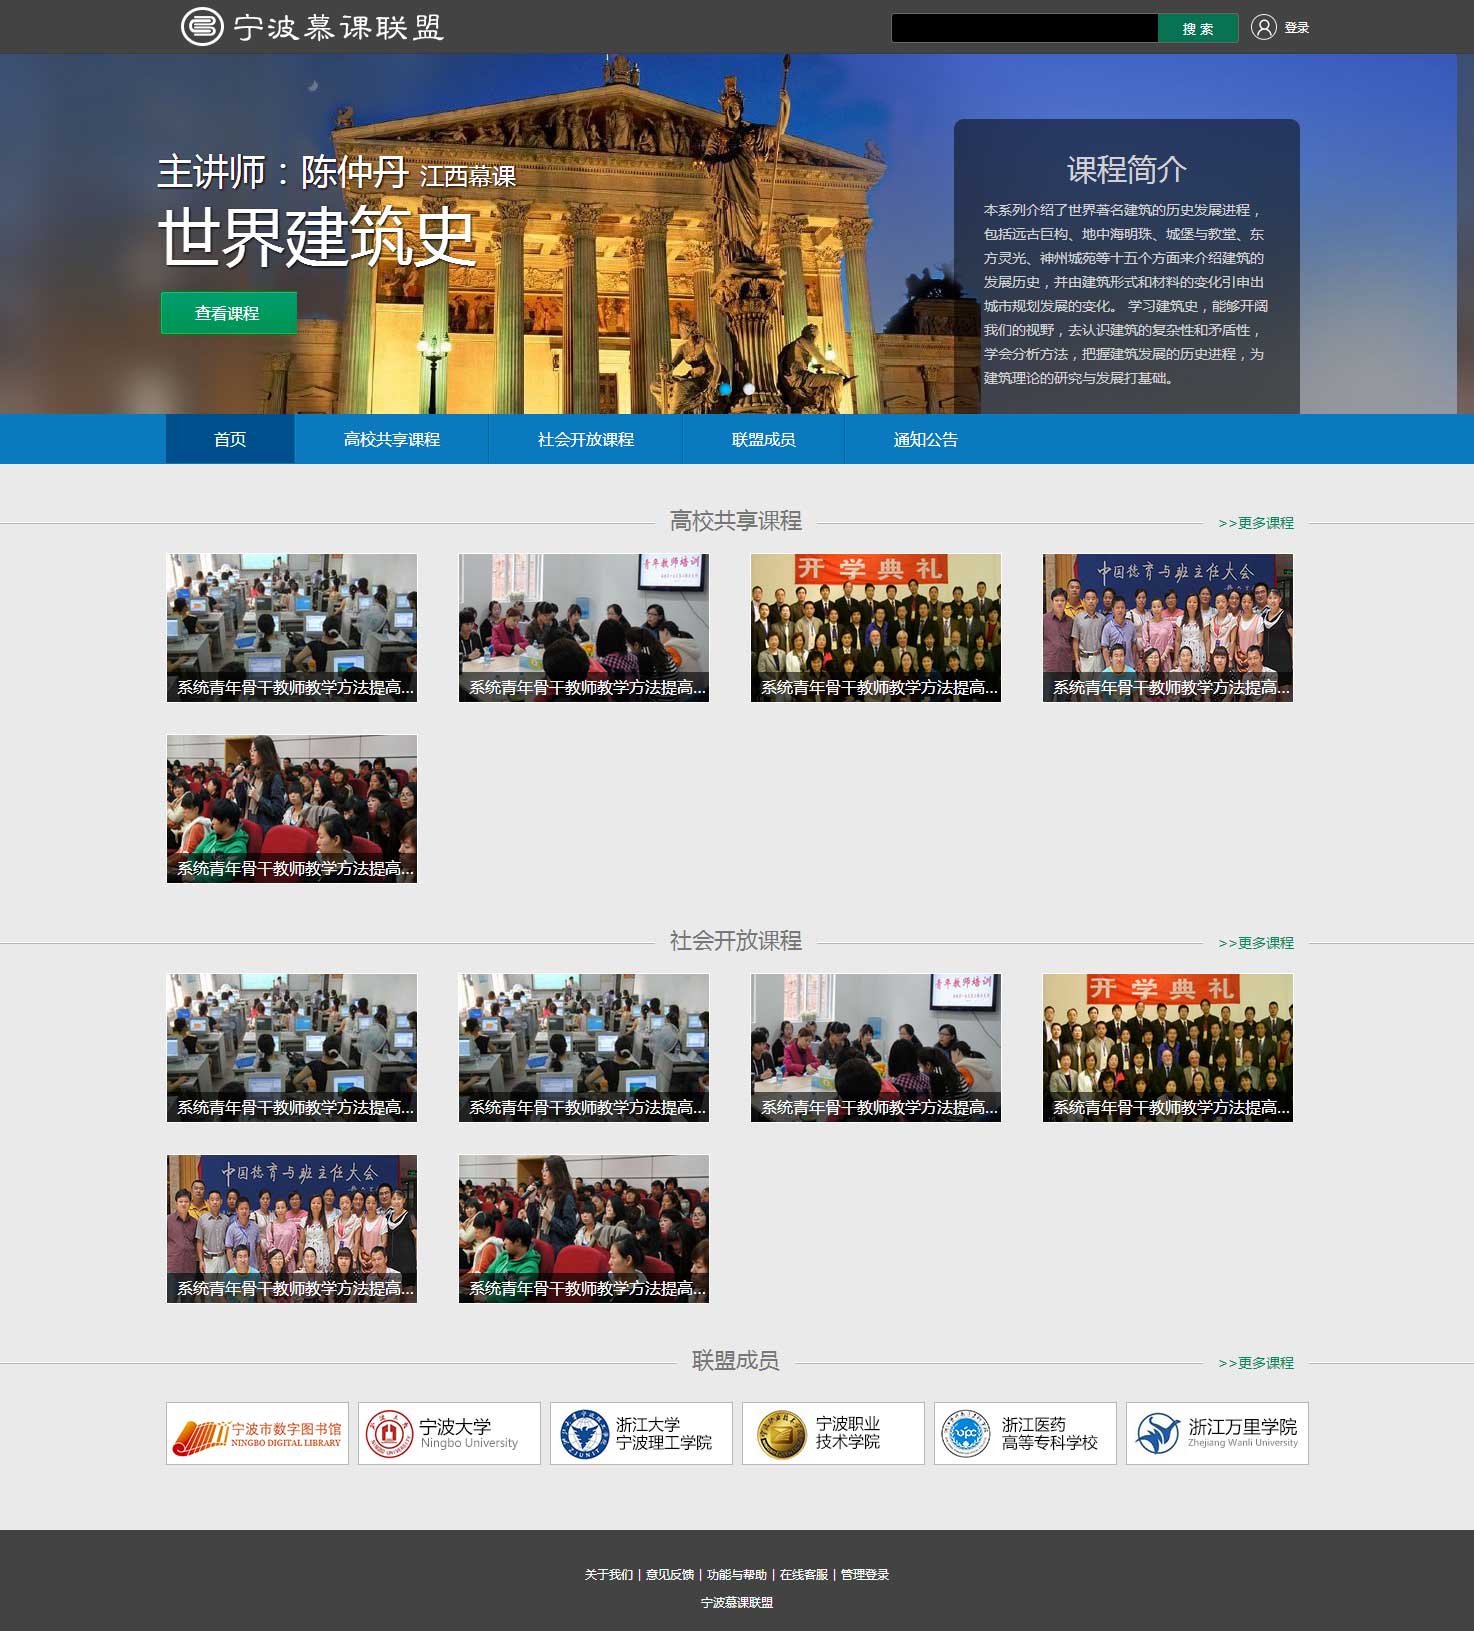 宁波慕课联盟
搜 索
登录
主讲师：陈仲丹 江西慕课
世界建筑史
查看课程
课程简介
本系列介绍了世界著名建筑的历史发展进程，
包括远古巨构、地中海明珠、城堡与教堂、东
方灵光、神州城苑等十五个方面来介绍建筑的
发展历史，并由建筑形式和材料的变化引申出
城市规划发展的变化。 学习建筑史，能够开阔
我们的视野，去认识建筑的复杂性和矛盾性，
学会分析方法，把握建筑发展的历史进程，为
建筑理论的研究与发展打基础。
首页
高校共享课程
社会开放课程
联盟成员
通知公告
高校共享课程
>>更多课程
青年教师培训
开学典礼
中国德育与班主任大会
系统青年骨干教师教学方法提高...
系统青年骨干教师教学方法提高...
系统青年骨干教师教学方法提高...
系统青年骨干教师教学方法提高...
系统青年骨干教师教学方法提高...
社会开放课程
>>更多课程
青年教师培训
开学典礼
系统青年骨干教师教学方法提高...
系统青年骨干教师教学方法提高...
系统青年骨干教师教学方法提高...
系统青年骨干教师教学方法提高...
中国德育与班主任大会
系统青年骨干教师教学方法提高...
系统青年骨干教师教学方法提高...
联盟成员
>>更多课程
宁波市数字图书馆
NINGBO DIGITAL LIBRARY
宁波大学
Ningbo University
浙江大学
宁波理工学院
宁波职业
技术学院
浙江医药
高等专科学校
浙江万里学院
Zhejiang Wanli University
关于我们 | 意见反馈 | 功能与帮助 | 在线客服 | 管理登录
宁波慕课联盟